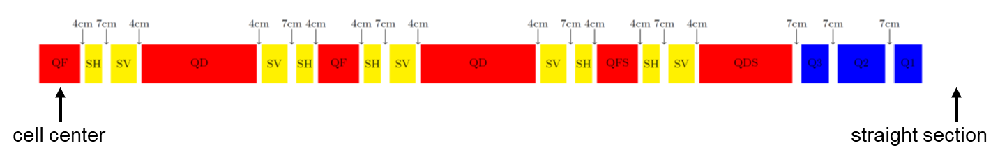 4cm 7cm 4cm 4cm 7cm 4cm 4cm 7cm 4cm 4cm 7cm 4cm 4cm 7cm 4cm 7cm 7cm 7cm
QF SH SV QD SV SH QF SH SV QD SV SH QFS SH SV QDS Q3 Q2 Q1
cell center straight section